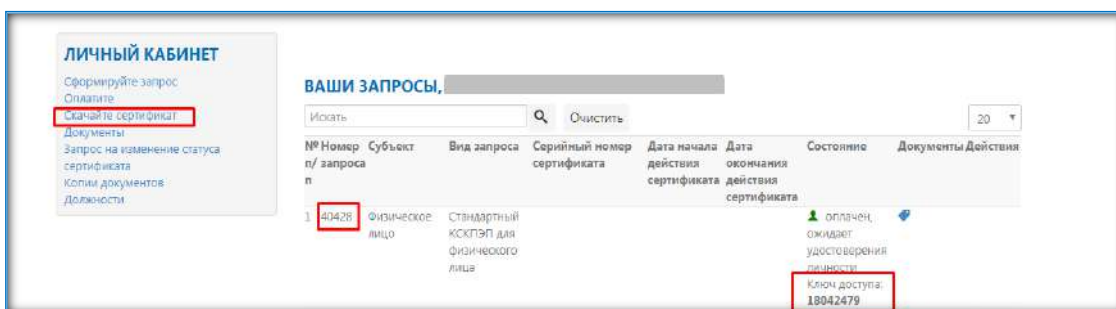 ЛИЧНЫЙ КАБИНЕТ
Сформируйте запрос
Оплатите
Скачайте сертификат
Документы
Запрос на изменение статуса
сертификата
Копии документов
Должности
ВАШИ ЗАПРОСЫ,
Искать
Очистить
20
№ Номер Субъект Вид запроса Серийный номер Дата начала Дата Состояние Документы Действия
п/ запроса сертификата действия окончания
п сертификата действия
сертификата
1 40428 Физическое Стандартный оплачен,
лицо КСКПЭП для ожидает
физического удостоверения
лица личности
Ключ доступа:
18042479